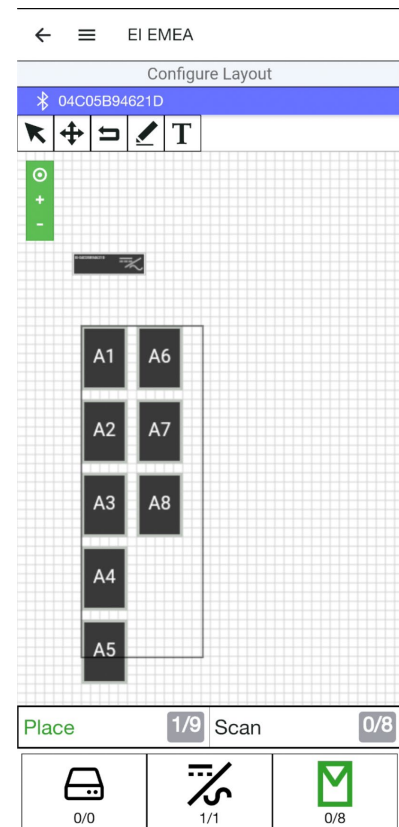 EI EMEA
Configure Layout
04C05B94621D
T
+
-
A1 A6
A2 A7
A3 A8
A4
A5
Place 1/9 Scan 0/8
0/0 1/1 0/8